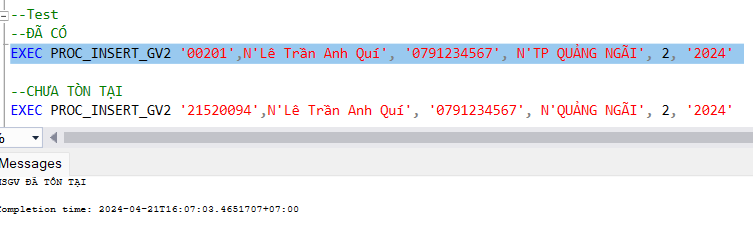 --Test
--ĐÃ CÓ
EXEC PROC_INSERT_GV2 '00201',N'Lê Trần Anh Quí', '0791234567', N'TP QUẢNG NGÃI', 2, '2024'
--CHƯA TỒN TẠI
EXEC PROC_INSERT_GV2 '21520094',N'Lê Trần Anh Quí', '0791234567', N'QUẢNG NGÃI', 2, '2024'
%
Messages
MSGV ĐÃ TỒN TẠI
Completion time: 2024-04-21T16:07:03.4651707+07:00